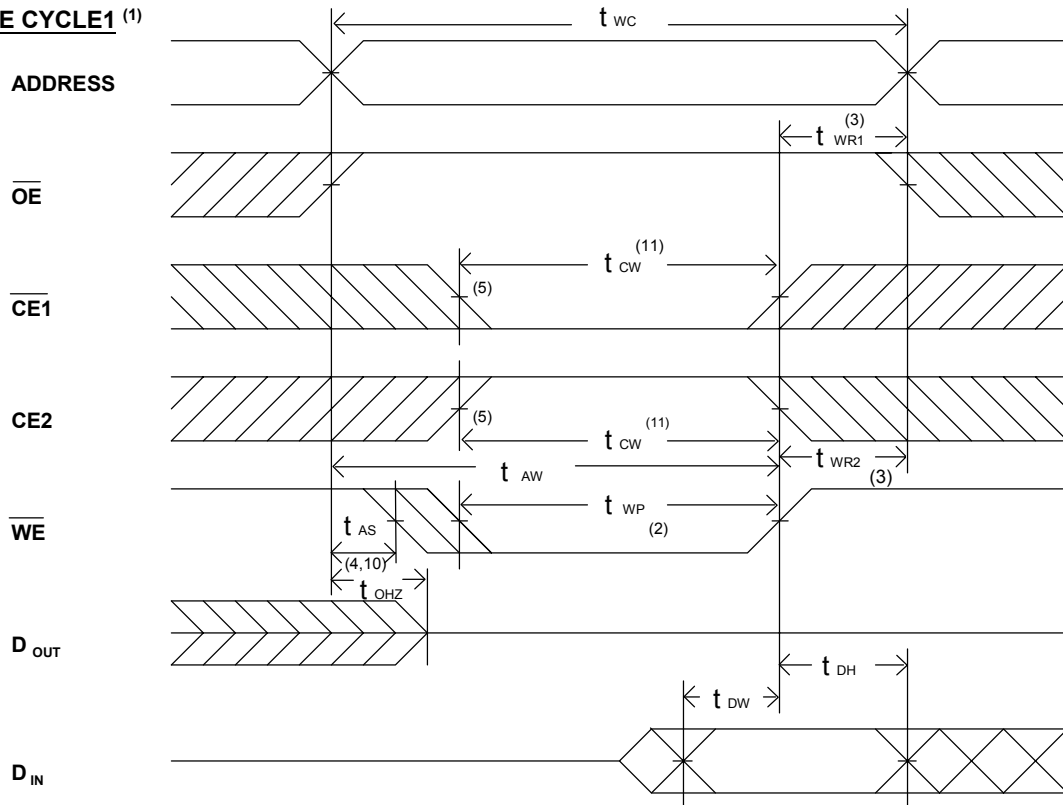 E CYCLE1 (1)
t WC
ADDRESS
t WR1 (3)
OE
t CW (11)
CE1
(5)
CE2
(5)
t CW (11)
t WR2 (3)
t AW
WE
t WP (2)
t AS
(4,10)
t OHZ
D OUT
t DH
t DW
D IN